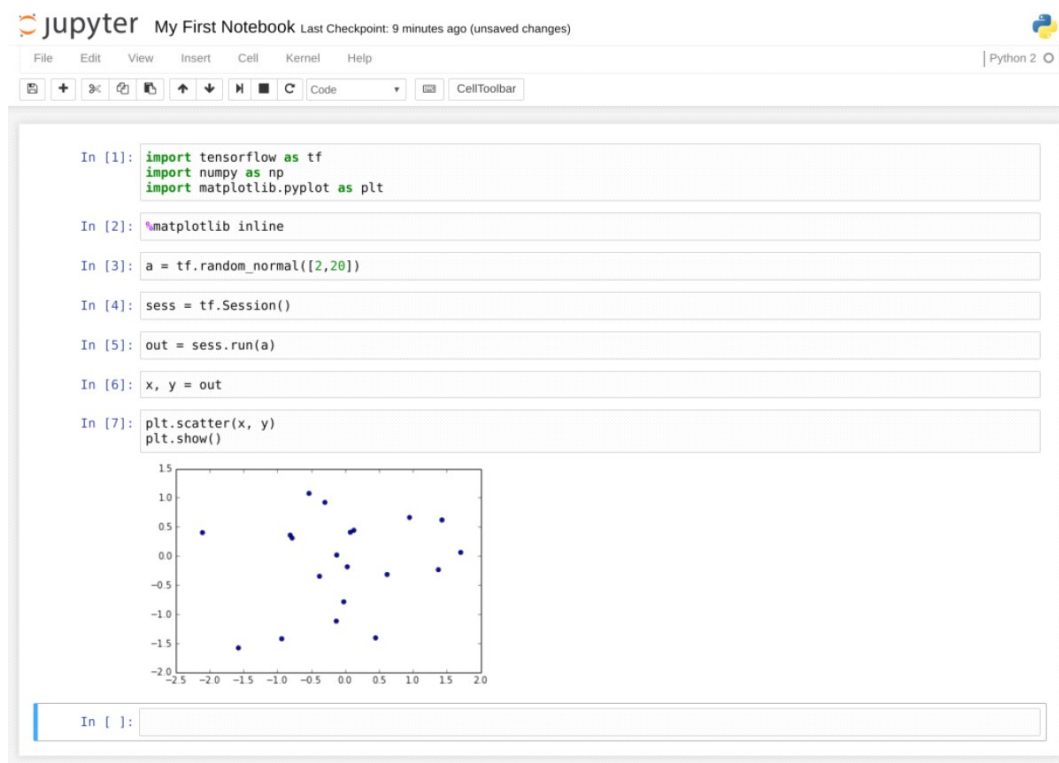 jupyter My First Notebook Last Checkpoint: 9 minutes ago (unsaved changes)
File Edit View Insert Cell Kernel Help Python 2
Code CellToolbar
In [1]: import tensorflow as tf
import numpy as np
import matplotlib.pyplot as plt
In [2]: %matplotlib inline
In [3]: a = tf.random_normal([2,20])
In [4]: sess = tf.Session()
In [5]: out = sess.run(a)
In [6]: x, y = out
In [7]: plt.scatter(x, y)
plt.show()
1.5
1.0
0.5
0.0
−0.5
−1.0
−1.5
−2.0
−2.5 −2.0 −1.5 −1.0 −0.5 0.0 0.5 1.0 1.5 2.0
In [ ]: